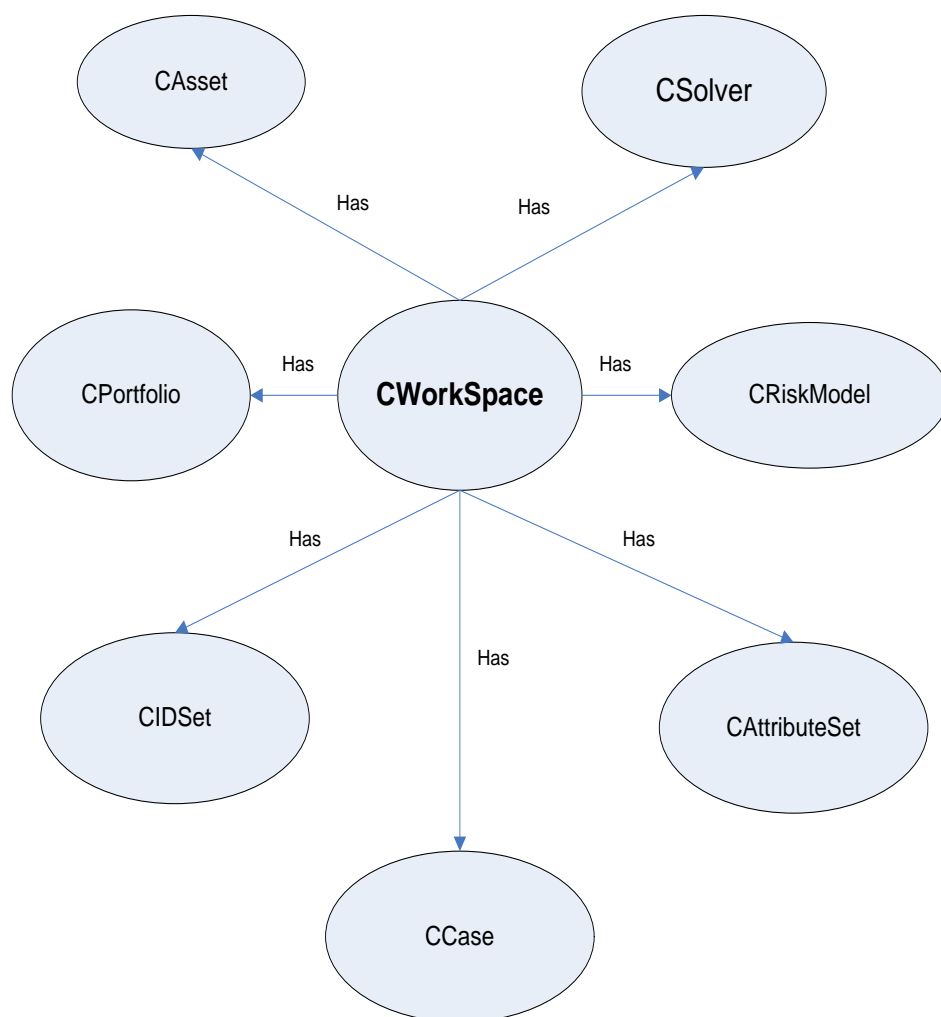 CAsset
CSolver
Has
Has
CPortfolio
Has
CWorkSpace
Has
CRiskModel
Has
Has
Has
CIDSet
CAttributeSet
CCase